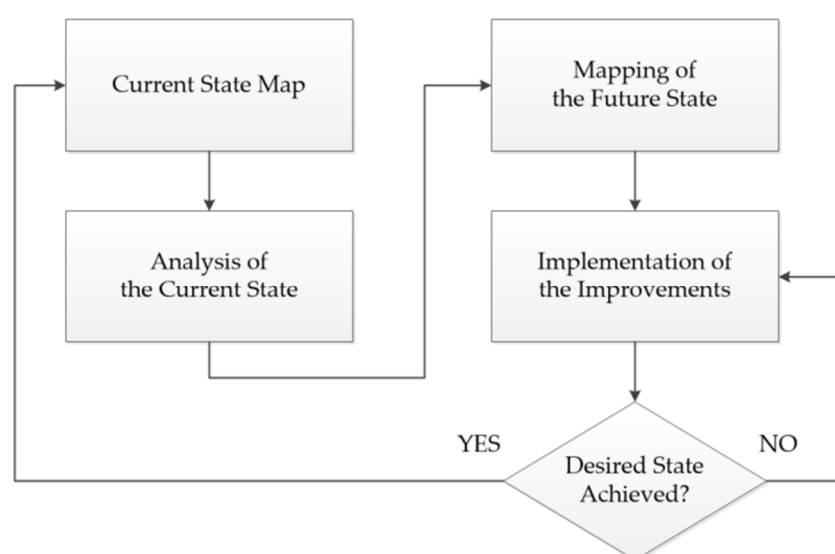 Current State Map
Analysis of
the Current State
Mapping of
the Future State
Implementation of
the Improvements
Desired State
Achieved?
YES
NO